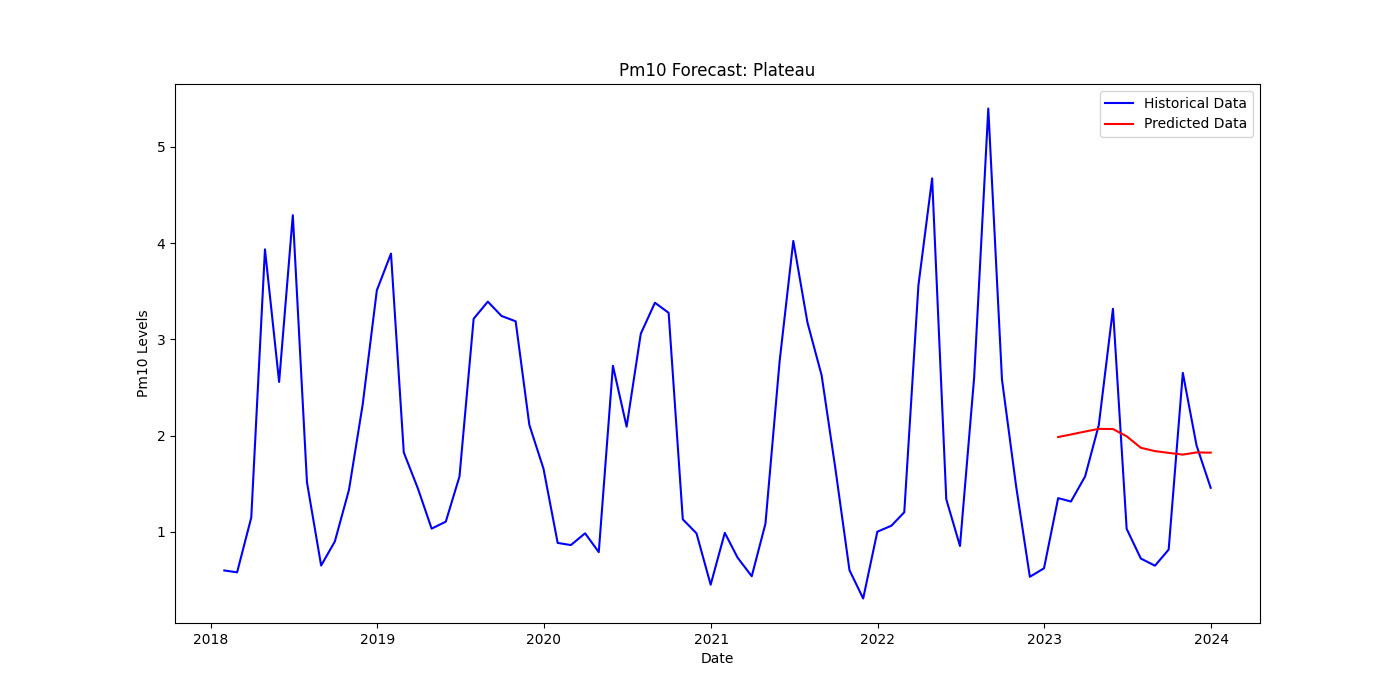 Pm10 Forecast: Plateau
Historical Data
Predicted Data
Pm10 Levels
5
4
3
2
1
2018 2019 2020 2021 2022 2023 2024
Date